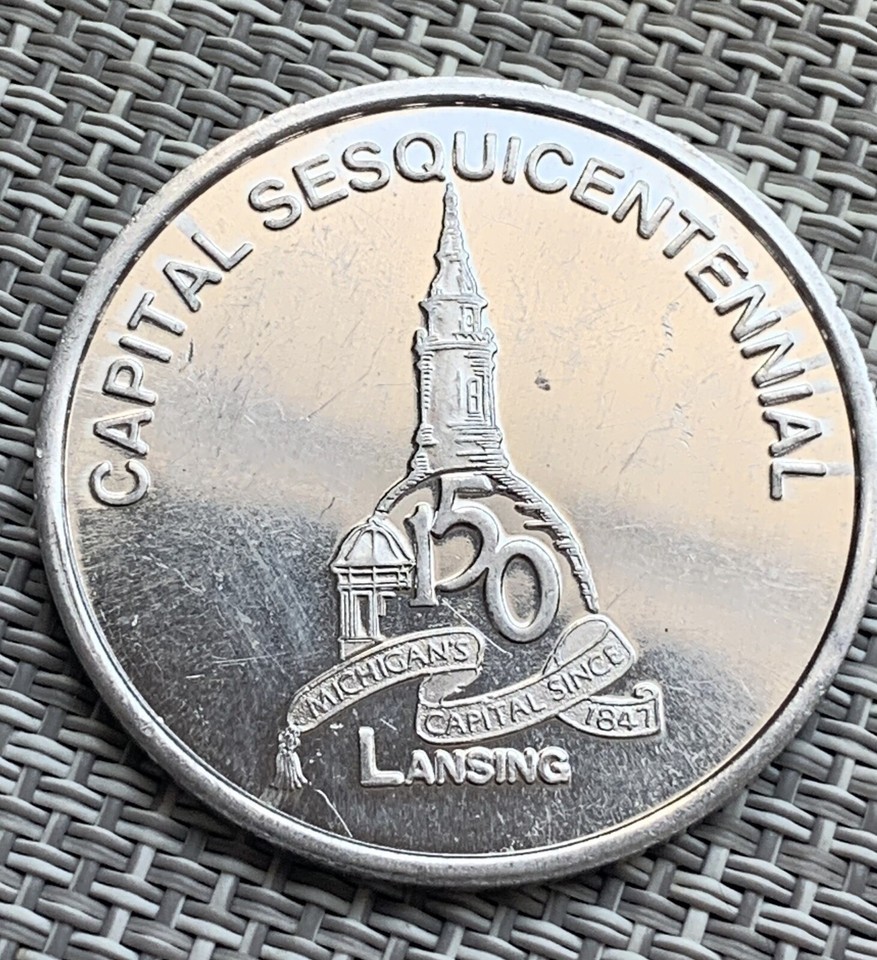 CAPITAL SESQUICENTENNIAL
150
MICHIGAN'S
CAPITAL SINCE
1847
LANSING